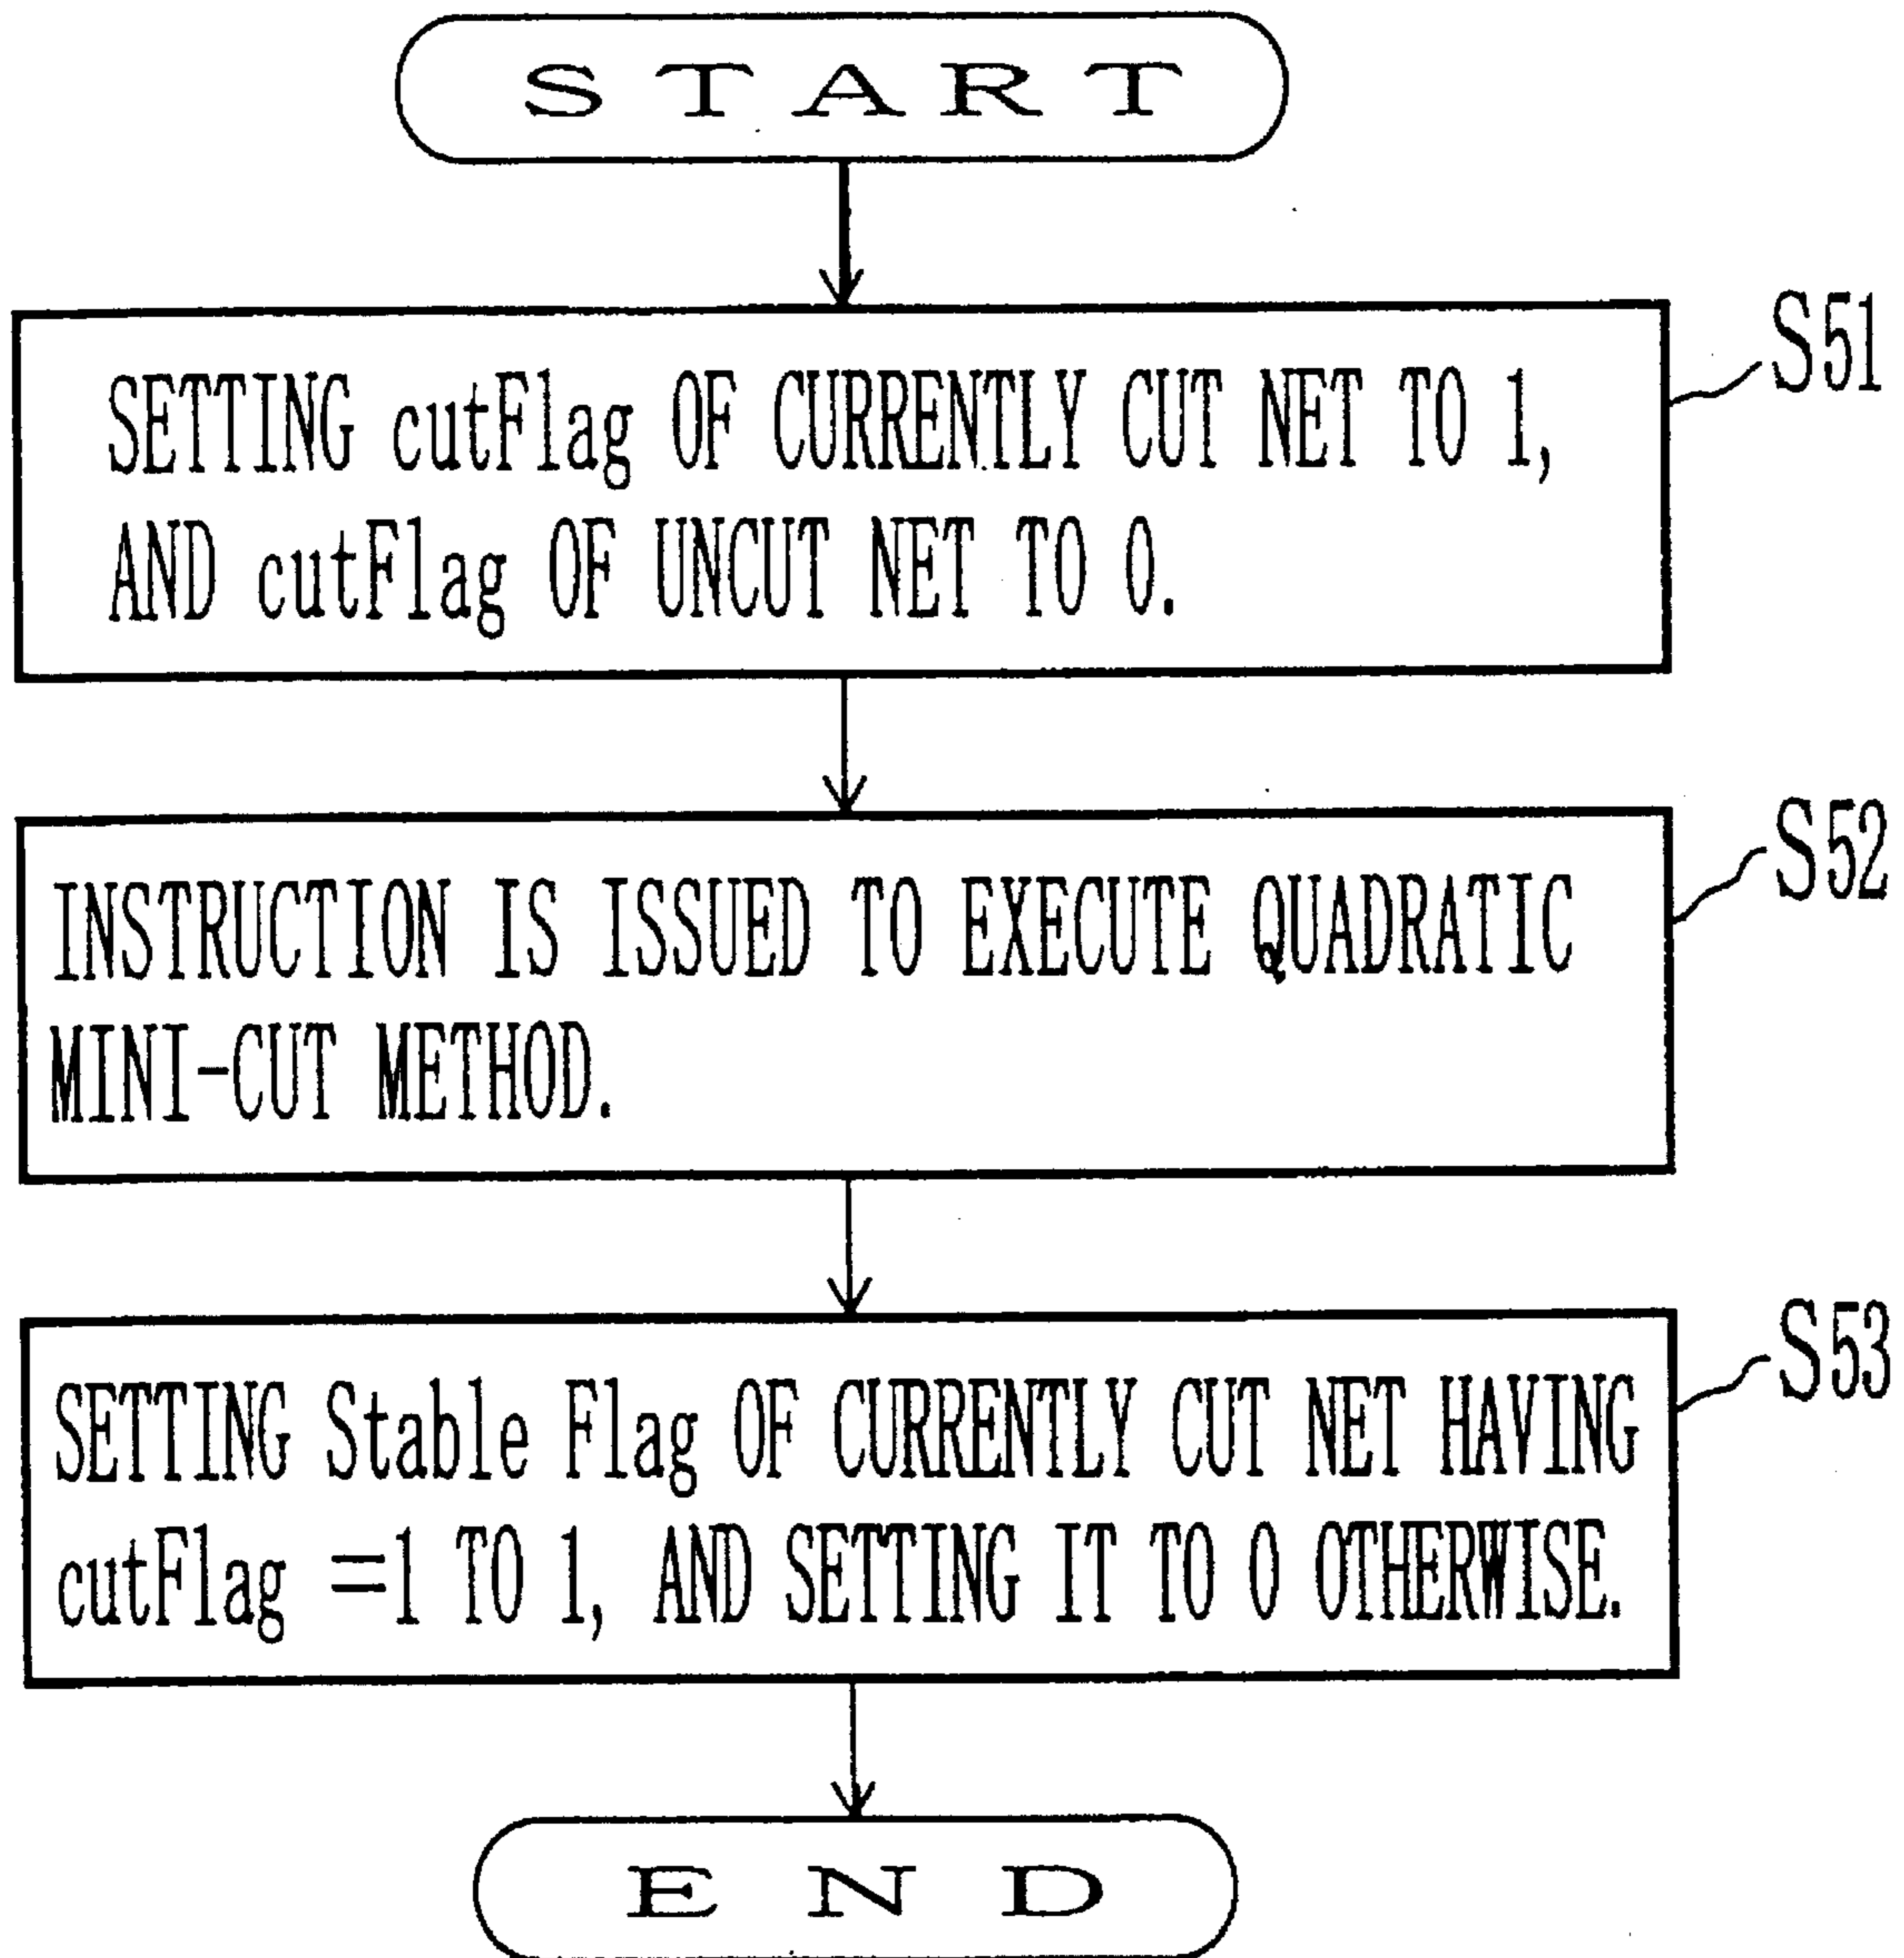 START
S51
SETTING cutFlag OF CURRENTLY CUT NET TO 1,
AND cutFlag OF UNCUT NET TO 0.
S52
INSTRUCTION IS ISSUED TO EXECUTE QUADRATIC
MINI-CUT METHOD.
S53
SETTING Stable Flag OF CURRENTLY CUT NET HAVING
cutFlag =1 TO 1, AND SETTING IT TO 0 OTHERWISE.
END